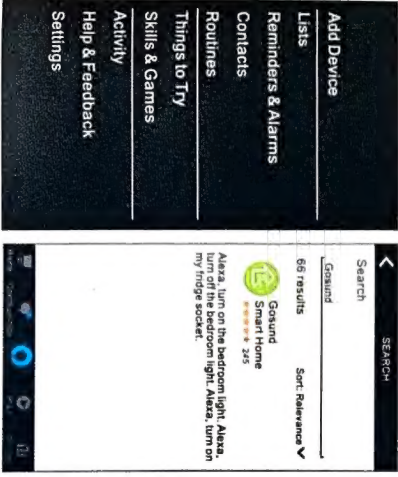 Add Device
Lists
Reminders & Alarms
Contacts
Routines
Things to Try
Skills & Games
Activity
Help & Feedback
Settings
SEARCH
Search
Gosund
66 results
Sort: Relevance
Gosund
Smart Home
245
Alexa, turn on the bedroom light. Alexa,
turn off the bedroom light. Alexa, turn on
my fridge socket.